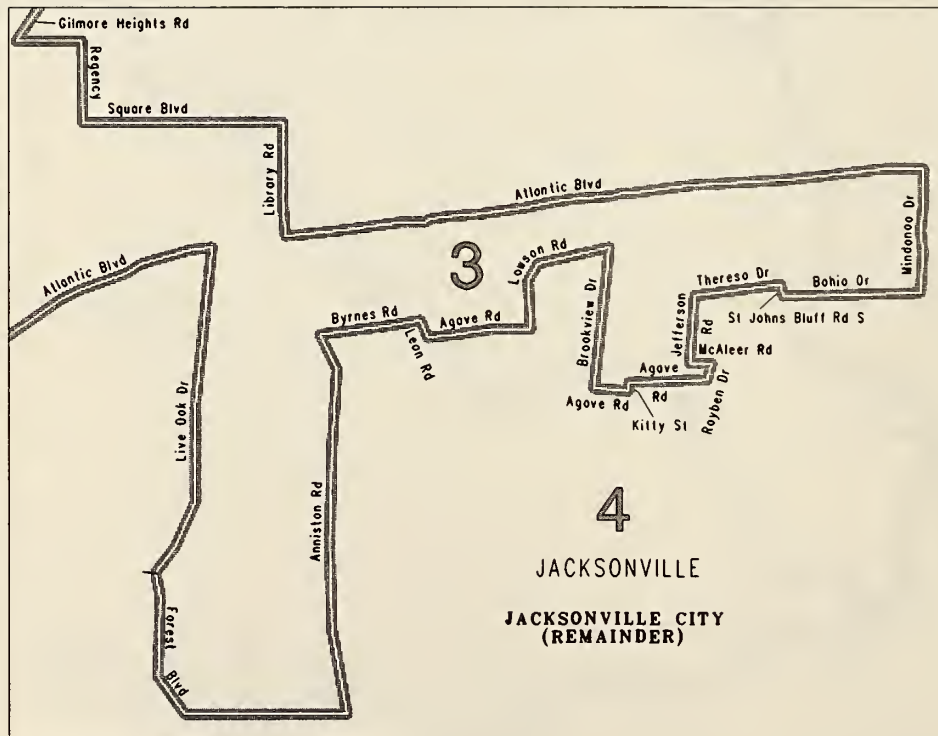 Gilmore Heights Rd
Regency
Square Blvd
Library Rd
Atlantic Blvd
Mindonoo Dr
Atlantic Blvd
3
Lowson Rd
Thereso Dr
Bohio Dr
St Johns Bluff Rd S
Byrnes Rd
Leon Rd
Agove Rd
Brookview Dr
Jefferson
Rd
McAleer Rd
Agove
Rd
Royben Dr
Agove Rd
Kitty St
Live Ook Dr
Anniston Rd
4
JACKSONVILLE
JACKSONVILLE CITY
(REMAINDER)
Forest
Blvd